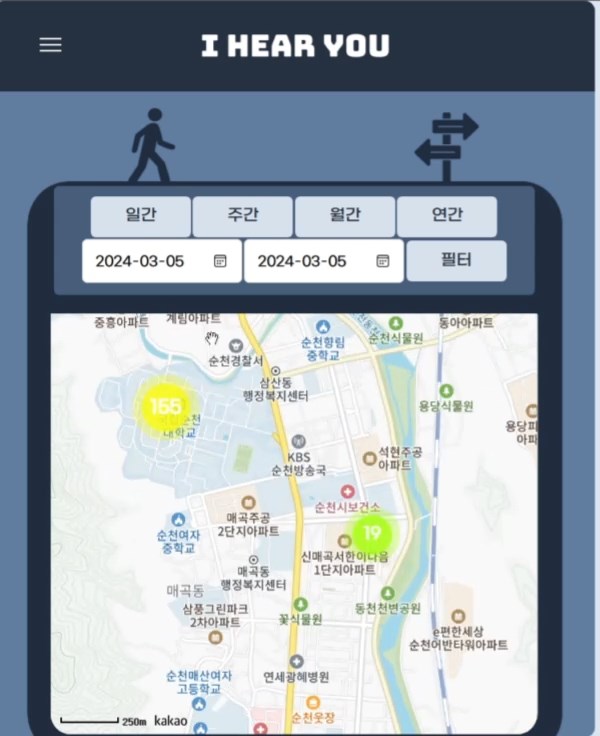 I HEAR YOU
일간
주간
월간
연간
2024-03-05
2024-03-05
필터
중흥아파트
계림아파트
순천경찰서
순천향림
중학교
순천식물원
동아아파트
삼산동
행정복지센터
용당식물원
155
대학교
KBS
순천방송국
석현주공
아파트
순천시보건소
매곡주공
2단지아파트
19
순천여자
중학교
신매곡서한이다음
1단지아파트
매곡동
행정복지센터
매곡동
삼풍그린파크
2차아파트
꽃식물원
동천천변공원
e편한세상
순천어반타워아파트
순천매산여자
고등학교
연세광혜병원
순천웃장
250m
kakao